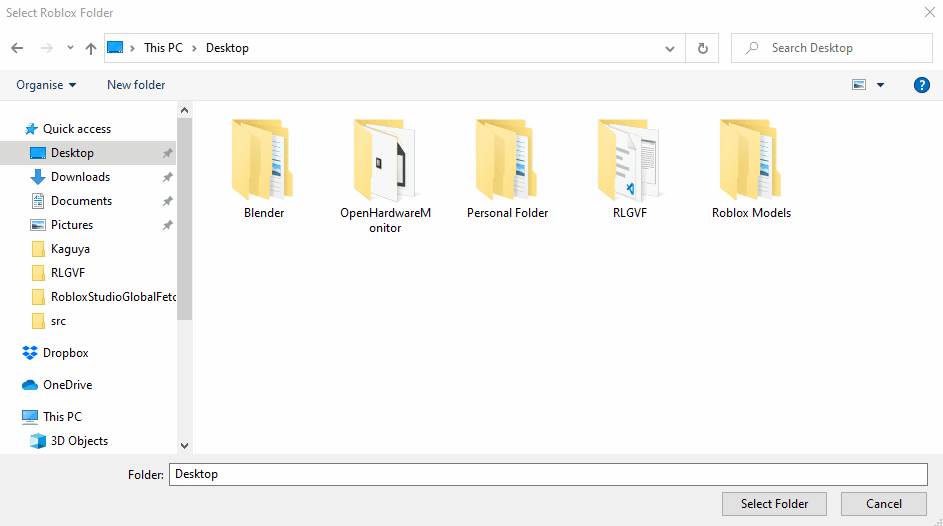 Select Roblox Folder
This PC Desktop
Search Desktop
Organise
New folder
?
Quick access
Desktop
Downloads
Documents
Pictures
Kaguya
RLGVF
RobloxStudioGlobalFetc
src
Dropbox
OneDrive
This PC
3D Objects
Blender
OpenHardwareM
onitor
Personal Folder
RLGVF
Roblox Models
Folder: Desktop
Select Folder
Cancel